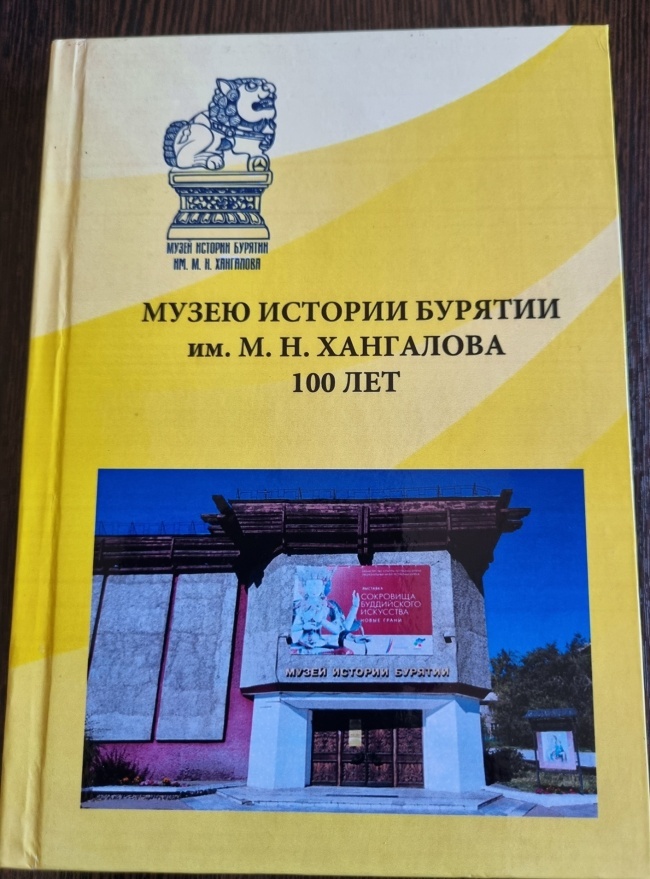 МУЗЕЙ ИСТОРИИ БУРЯТИИ
ИМ. М. Н. ХАНГАЛОВА
МУЗЕЮ ИСТОРИИ БУРЯТИИ
им. М. Н. ХАНГАЛОВА
100 ЛЕТ
ВЫСТАВКА
СОКРОВИЩА
БУДДИЙСКОГО
ИСКУССТВА
НОВЫЕ ГРАНИ
МУЗЕЙ ИСТОРИИ БУРЯТИИ